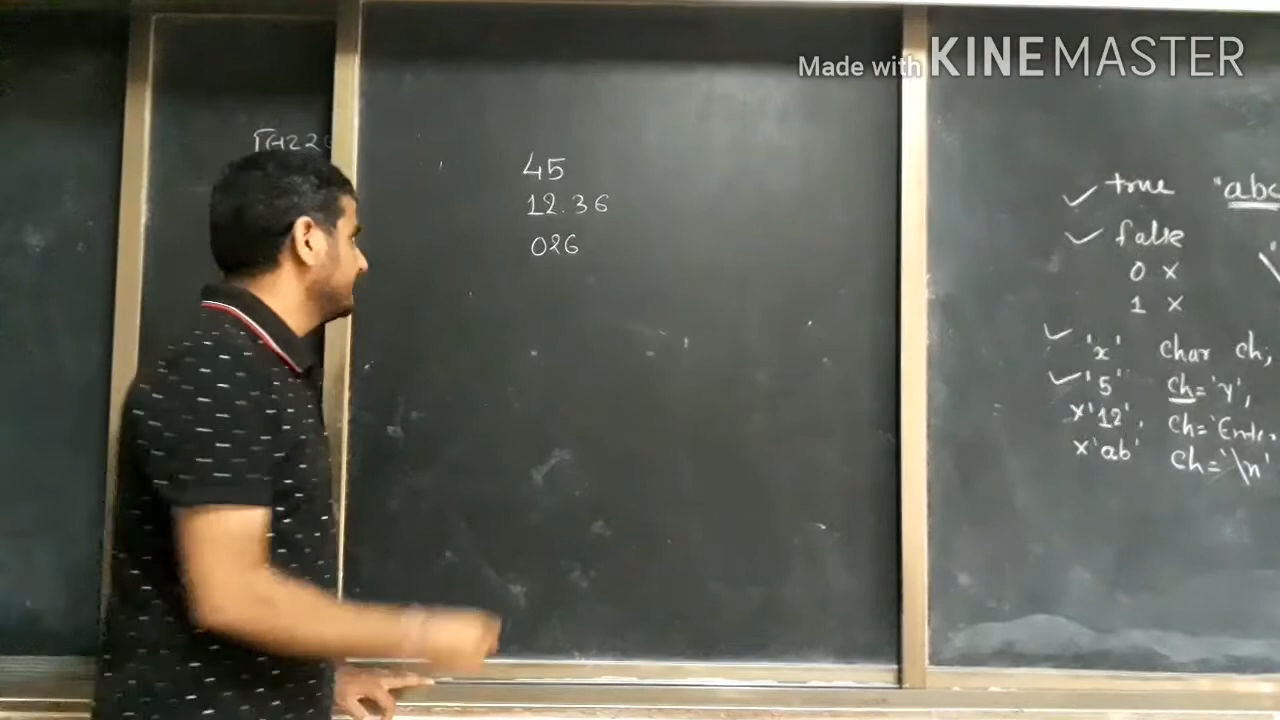 Made with KINEMASTER
45
12.36
026
true "abc
false
0 x
1 x
'x' char ch,
'5' ch='y',
x'12', ch='Enter
x'ab' ch='\n'